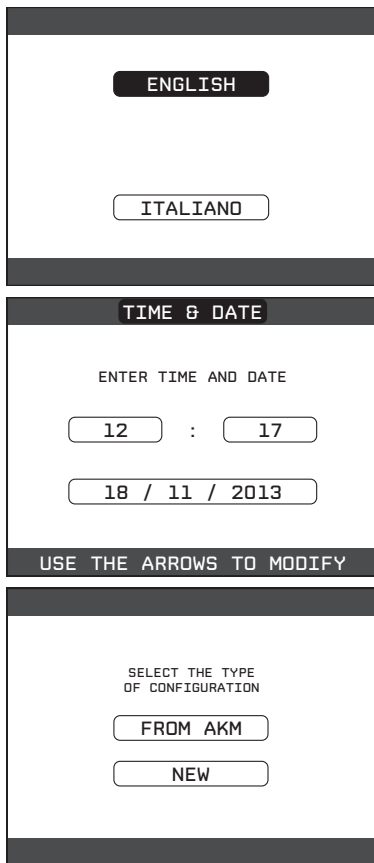 ENGLISH
ITALIANO
TIME & DATE
ENTER TIME AND DATE
12 : 17
18 / 11 / 2013
USE THE ARROWS TO MODIFY
SELECT THE TYPE
OF CONFIGURATION
FROM AKM
NEW